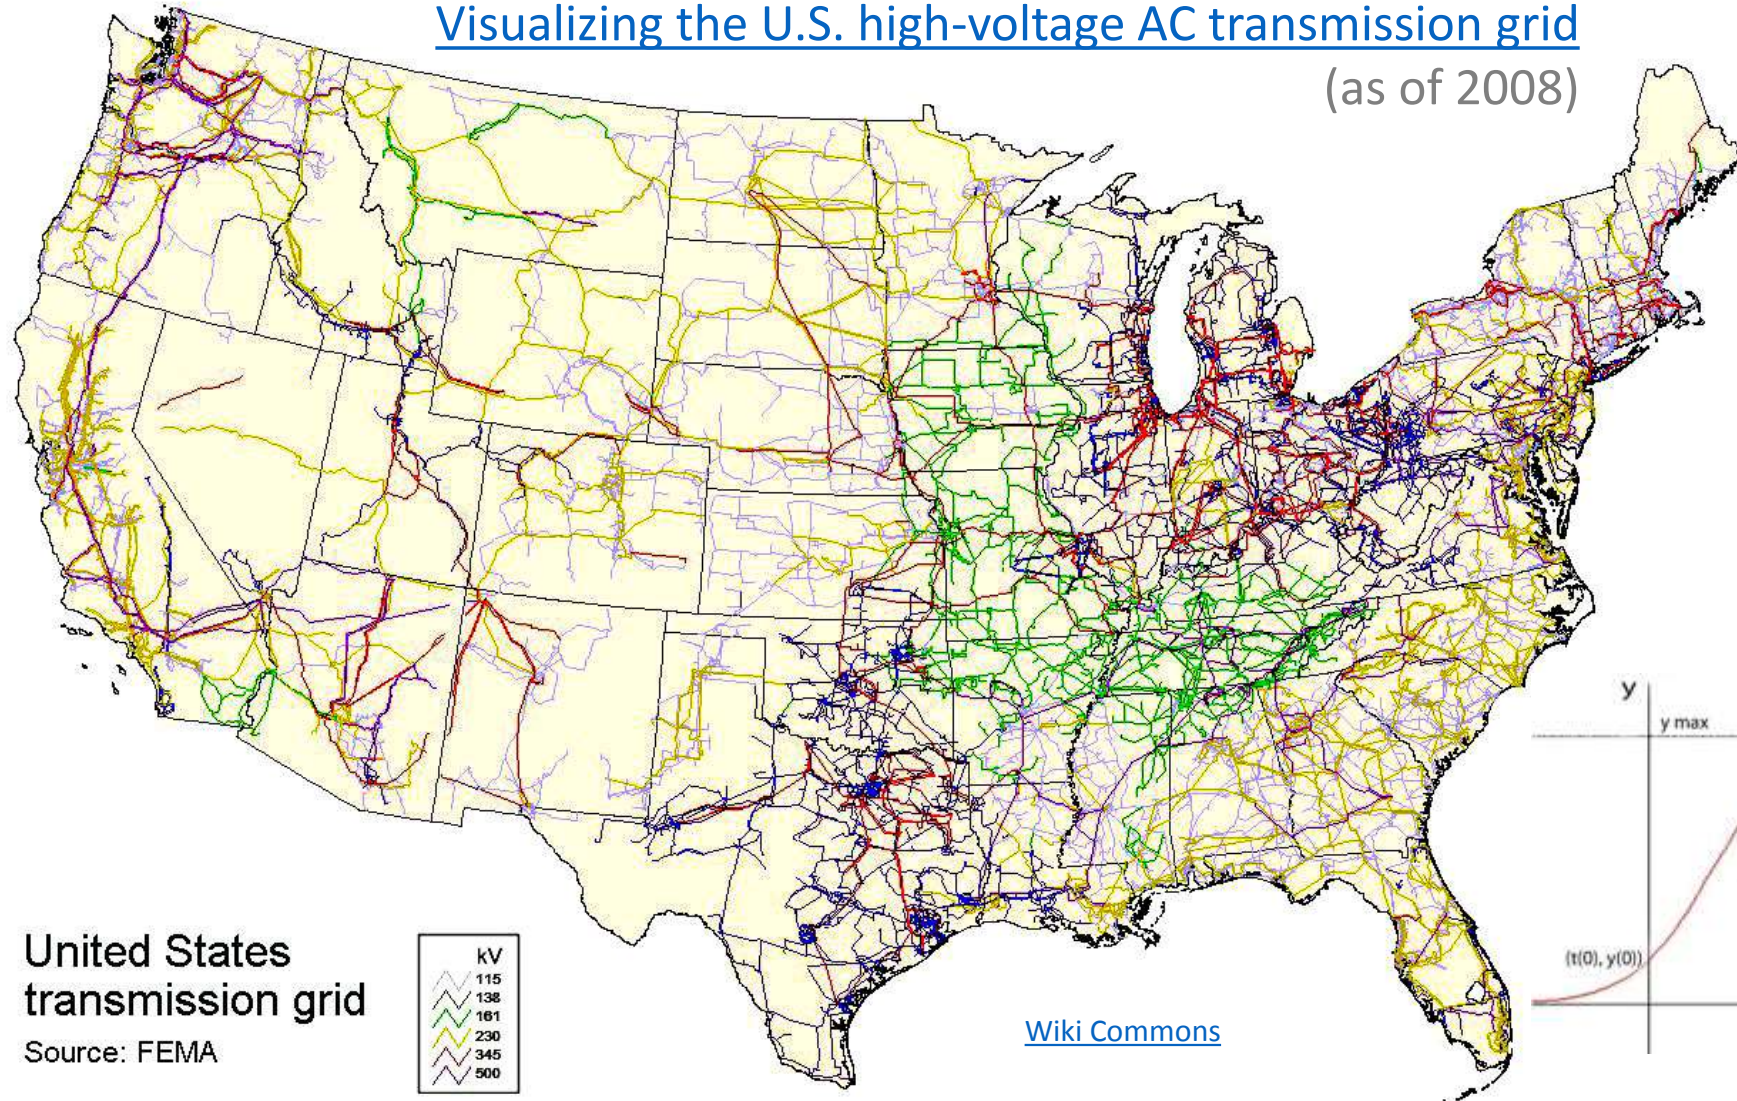 Visualizing the U.S. high-voltage AC transmission grid
(as of 2008)
y
y max
(t(0), y(0))
United States
transmission grid
Source: FEMA
kV
115
138
161
230
345
500
Wiki Commons